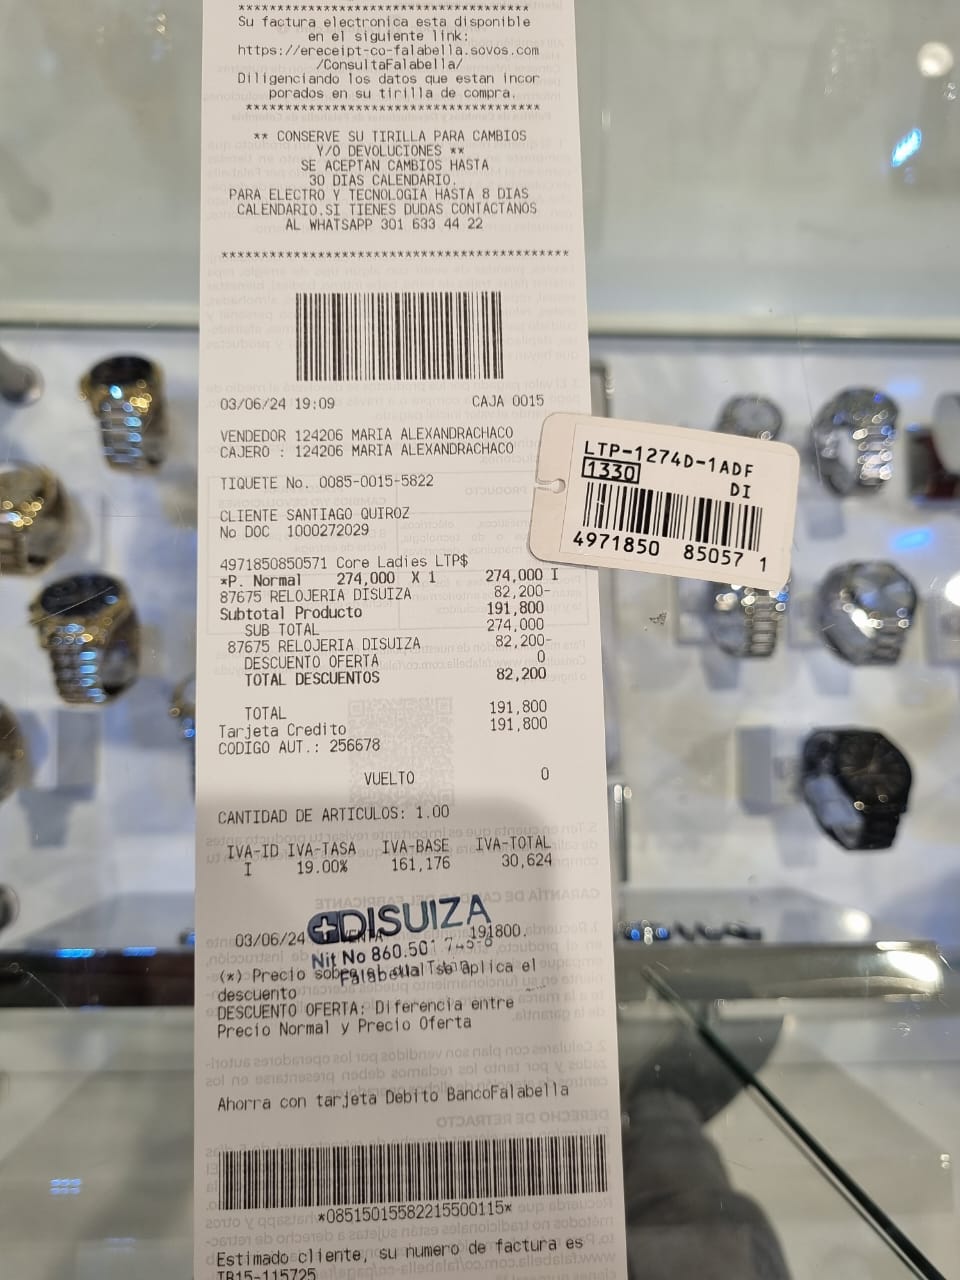 Su factura electronica esta disponible
en el siguiente link:
https://ereceipt-co-falabella.sovos.com
/ConsultaFalabella/
Diligenciando los datos que estan incor
porados en su tirilla de compra.
****************************************
** CONSERVE SU TIRILLA PARA CAMBIOS
Y/O DEVOLUCIONES **
SE ACEPTAN CAMBIOS HASTA
30 DIAS CALENDARIO.
PARA ELECTRO Y TECNOLOGIA HASTA 8 DIAS
CALENDARIO.SI TIENES DUDAS CONTACTANOS
AL WHATSAPP 301 633 44 22
****************************************
03/06/24 19:09 CAJA 0015
VENDEDOR 124206 MARIA ALEXANDRACHACO
CAJERO : 124206 MARIA ALEXANDRACHACO
TIQUETE No. 0085-0015-5822
CLIENTE SANTIAGO QUIROZ
No DOC 1000272029
4971850850571 Core Ladies LTP$
*P. Normal 274,000 X 1 274,000 I
87675 RELOJERIA DISUIZA 82,200-
Subtotal Producto 191,800
SUB TOTAL 274,000
87675 RELOJERIA DISUIZA 82,200-
DESCUENTO OFERTA 0
TOTAL DESCUENTOS 82,200
TOTAL 191,800
Tarjeta Credito 191,800
CODIGO AUT.: 256678
VUELTO 0
CANTIDAD DE ARTICULOS: 1.00
IVA-ID IVA-TASA IVA-BASE IVA-TOTAL
I 19.00% 161,176 30,624
DISUIZA
03/06/24 191800.
Nit No 860.501
(*) Precio aplica el
descuento
DESCUENTO OFERTA: Diferencia entre
Precio Normal y Precio Oferta
Ahorra con tarjeta Debito BancoFalabella
*08515015582215500115*
Estimado cliente, su numero de factura es
IB15-115725
LTP-1274D-1ADF
1330
DI
4971850 85057 1